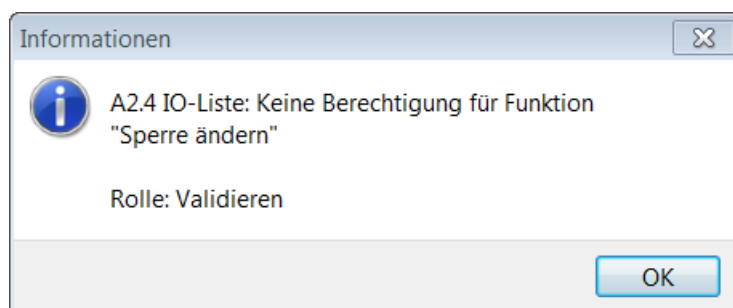 Informationen
A2.4 IO-Liste: Keine Berechtigung für Funktion
"Sperre ändern"
Rolle: Validieren
OK